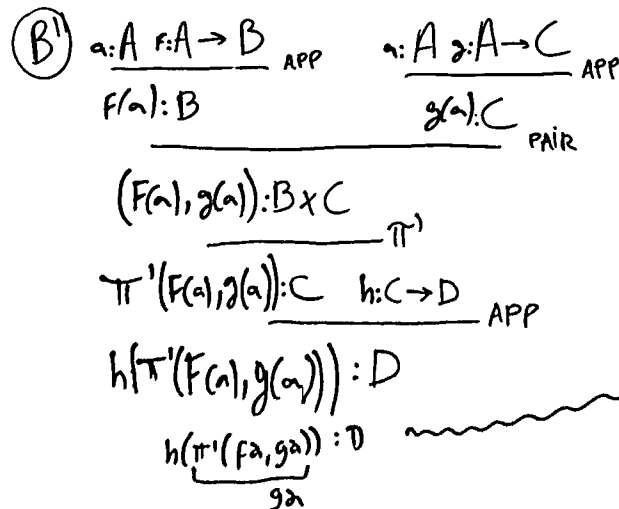 B'' a:A f:A→B APP a:A g:A→C APP
f(a):B g(a):C PAIR
(F(a),g(a)):B×C π'
π'(F(a),g(a)):C h:C→D APP
h(π'(F(a),g(a))):D
h(π'(fa,ga)):D
ga